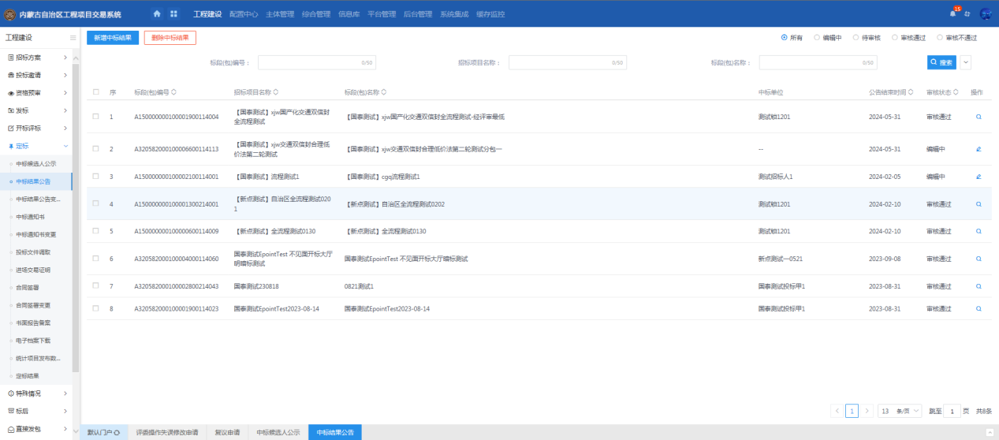 内蒙古自治区工程项目交易系统 工程建设 配置中心 主体管理 综合管理 信息库 平台管理 后台管理 系统集成 缓存监控 15
工程建设
招标方案
投标邀请
资格预审
发标
开标评标
定标
中标候选人公示
中标结果公告
中标结果公告变...
中标通知书
中标通知书变更
投标文件调取
进场交易证明
合同签署
合同签署变更
书面报告备案
电子档案下载
统计项目发布数...
定标结果
特殊情况
标后
直接发包
新增中标结果 删除中标结果 所有 编辑中 待审核 审核通过 审核不通过
标段(包)编号： 0/50 招标项目名称： 0/50 标段(包)名称： 0/50 搜索
序 标段(包)编号 招标项目名称 标段(包)名称 中标单位 公告结束时间 审核状态 操作
1 A150000000100001900114004 【国泰测试】xjw国产化交通双信封 【国泰测试】xjw国产化交通双信封全流程测试-经评审最低 测试锁1201 2024-05-31 审核通过
全流程测试
2 A320582000100006600114113 【国泰测试】xjw交通双信封合理低 【国泰测试】xjw交通双信封合理低价法第二轮测试分包一 -- 2024-05-31 编辑中
价法第二轮测试
3 A150000000100002100114001 【国泰测试】流程测试1 【国泰测试】cgq流程测试1 测试招标人1 2024-02-05 编辑中
4 A150000000100001300214001 【新点测试】自治区全流程测试020 【新点测试】自治区全流程测试0202 测试锁1201 2024-02-10 审核通过
1
5 A150000000100000600114009 【新点测试】全流程测试0130 【新点测试】全流程测试0130 测试锁1201 2024-02-10 审核通过
6 A320582000100004000114060 国泰测试EpointTest 不见面开标大厅 国泰测试EpointTest 不见面开标大厅暗标测试 新点测试一0521 2023-09-08 审核通过
明暗标测试
7 A320582000100002800214043 国泰测试230818 0821测试1 国泰测试投标甲1 2023-08-31 审核通过
8 A320582000100001900114023 国泰测试EpointTest2023-08-14 国泰测试EpointTest2023-08-14 国泰测试投标甲1 2023-08-31 审核通过
1 13 条/页 跳至 1 页 共8条
默认门户 评委操作失误修改申请 复议申请 中标候选人公示 中标结果公告